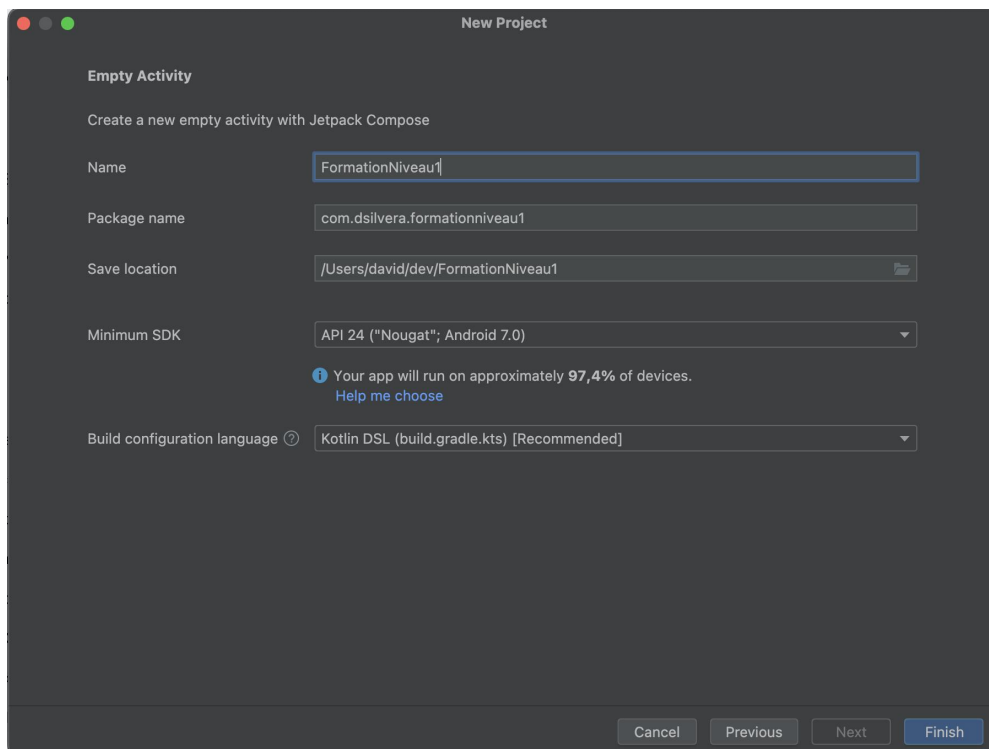 New Project
Empty Activity
Create a new empty activity with Jetpack Compose
Name FormationNiveau1
Package name com.dsilvera.formationniveau1
Save location /Users/david/dev/FormationNiveau1
Minimum SDK API 24 ("Nougat"; Android 7.0)
Your app will run on approximately 97,4% of devices.
Help me choose
Build configuration language Kotlin DSL (build.gradle.kts) [Recommended]
Cancel Previous Next Finish